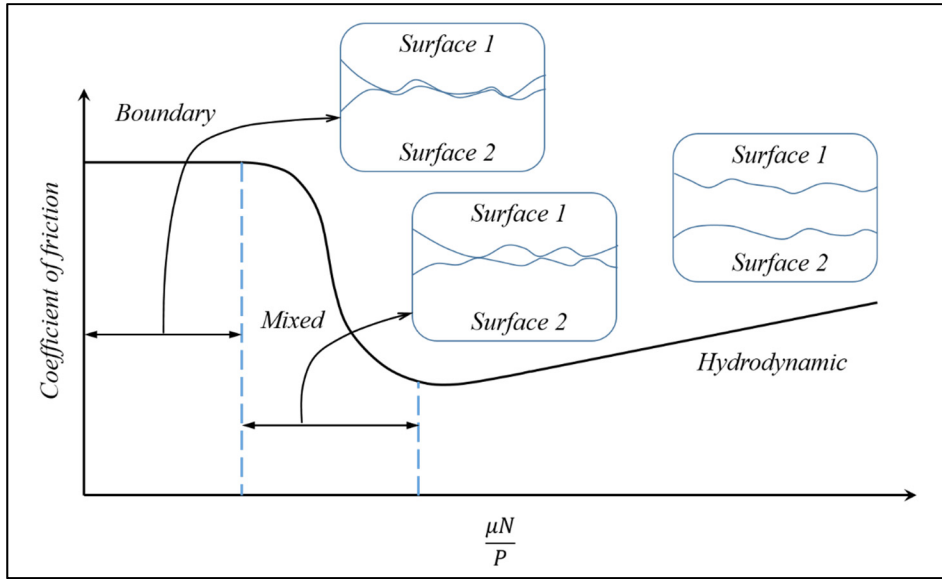 Surface 1
Boundary
Surface 2
Surface 1
Surface 2
Surface 1
Surface 2
Coefficient of friction
Mixed
Hydrodynamic
μN
P